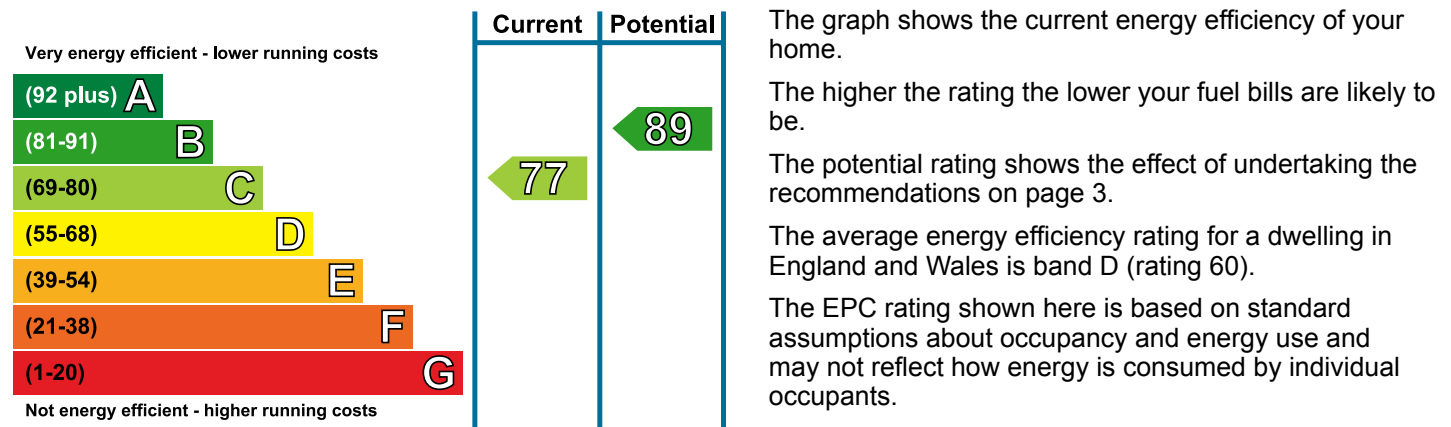 Current Potential
Very energy efficient - lower running costs
(92 plus) A
(81-91) B
(69-80) C
(55-68) D
(39-54) E
(21-38) F
(1-20) G
Not energy efficient - higher running costs
77
89
The graph shows the current energy efficiency of your
home.
The higher the rating the lower your fuel bills are likely to
be.
The potential rating shows the effect of undertaking the
recommendations on page 3.
The average energy efficiency rating for a dwelling in
England and Wales is band D (rating 60).
The EPC rating shown here is based on standard
assumptions about occupancy and energy use and
may not reflect how energy is consumed by individual
occupants.